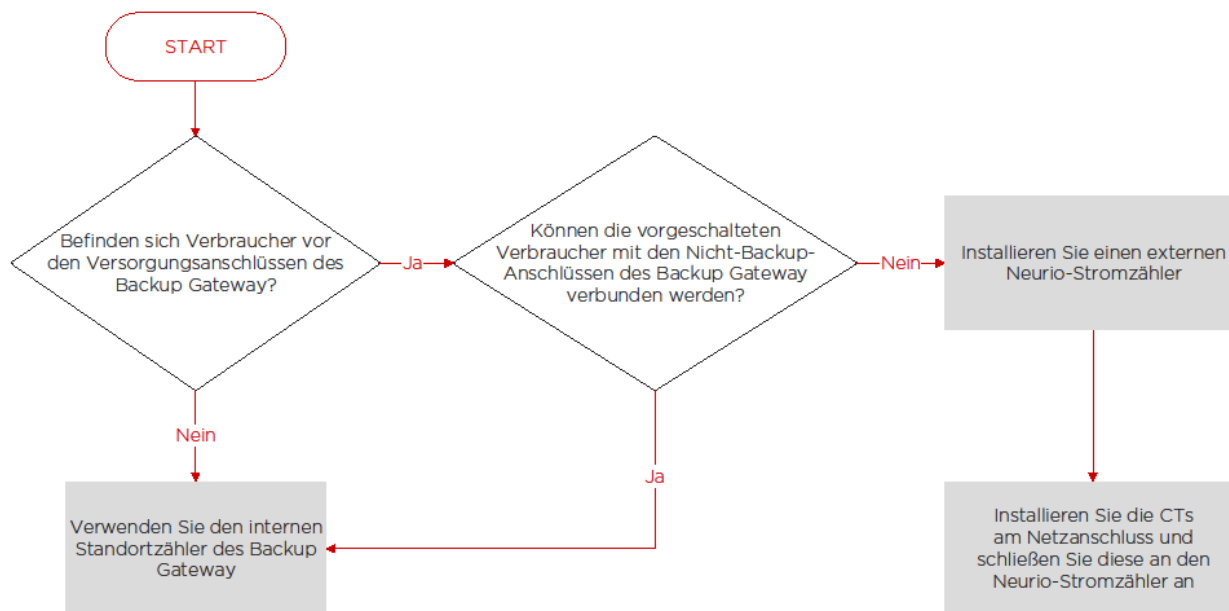 START
Befinden sich Verbraucher vor
den Versorgungsanschlüssen des
Backup Gateway?
Ja
Können die vorgeschalteten
Verbraucher mit den Nicht-Backup-
Anschlüssen des Backup Gateway
verbunden werden?
Nein
Installieren Sie einen externen
Neurio-Stromzähler
Nein
Ja
Verwenden Sie den internen
Standortzähler des Backup
Gateway
Installieren Sie die CTs
am Netzanschluss und
schließen Sie diese an den
Neurio-Stromzähler an